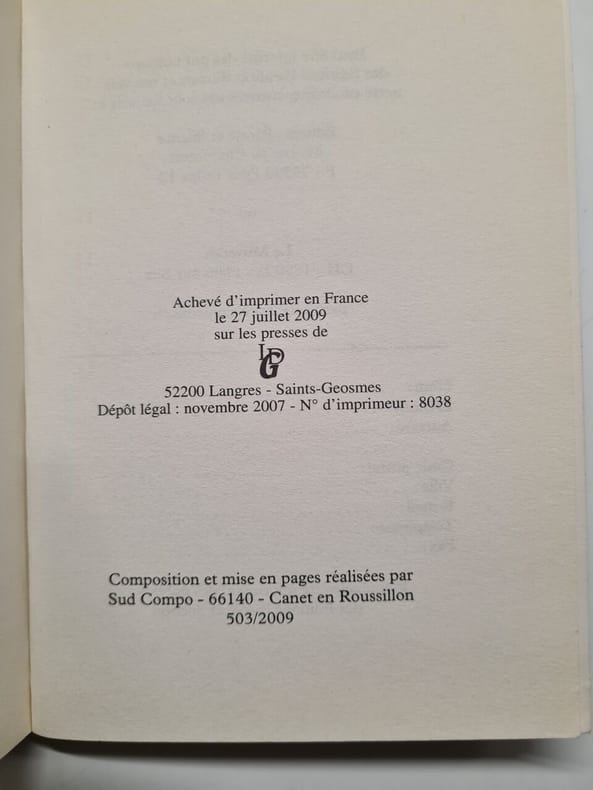 Achevé d'imprimer en France
le 27 juillet 2009
sur les presses de
LPG
52200 Langres - Saints-Geosmes
Dépôt légal : novembre 2007 - N° d'imprimeur : 8038
Composition et mise en pages réalisées par
Sud Compo - 66140 - Canet en Roussillon
503/2009